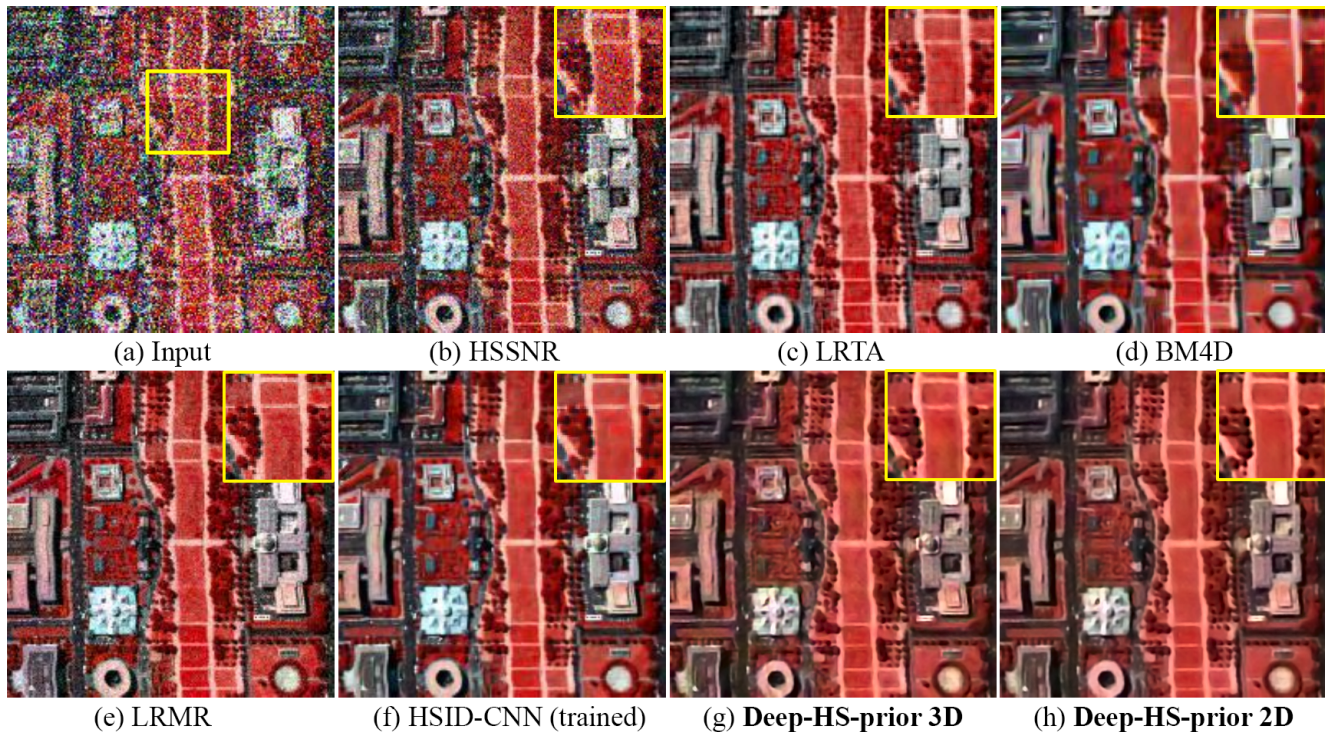 (a) Input
(b) HSSNR
(c) LRTA
(d) BM4D
(e) LRMR
(f) HSID-CNN (trained)
(g) Deep-HS-prior 3D
(h) Deep-HS-prior 2D